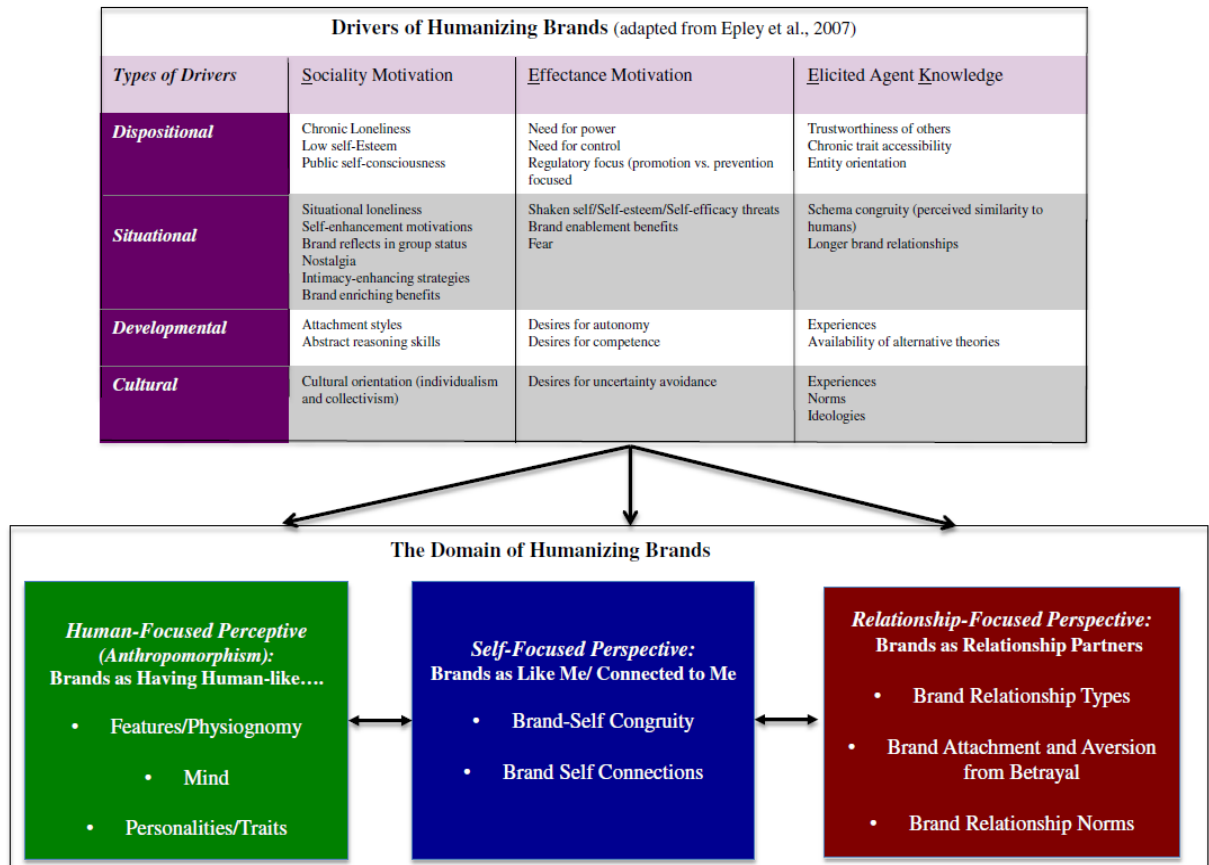 Drivers of Humanizing Brands (adapted from Epley et al., 2007)
Types of Drivers
Sociality Motivation
Effectance Motivation
Elicited Agent Knowledge
Dispositional
Chronic Loneliness
Low self-Esteem
Public self-consciousness
Need for power
Need for control
Regulatory focus (promotion vs. prevention
focused
Trustworthiness of others
Chronic trait accessibility
Entity orientation
Situational
Situational loneliness
Self-enhancement motivations
Brand reflects in group status
Nostalgia
Intimacy-enhancing strategies
Brand enriching benefits
Shaken self/Self-esteem/Self-efficacy threats
Brand enablement benefits
Fear
Schema congruity (perceived similarity to
humans)
Longer brand relationships
Developmental
Attachment styles
Abstract reasoning skills
Desires for autonomy
Desires for competence
Experiences
Availability of alternative theories
Cultural
Cultural orientation (individualism
and collectivism)
Desires for uncertainty avoidance
Experiences
Norms
Ideologies
The Domain of Humanizing Brands
Human-Focused Perceptive
(Anthropomorphism):
Brands as Having Human-like….
• Features/Physiognomy
• Mind
• Personalities/Traits
Self-Focused Perspective:
Brands as Like Me/ Connected to Me
• Brand-Self Congruity
• Brand Self Connections
Relationship-Focused Perspective:
Brands as Relationship Partners
• Brand Relationship Types
• Brand Attachment and Aversion
from Betrayal
• Brand Relationship Norms